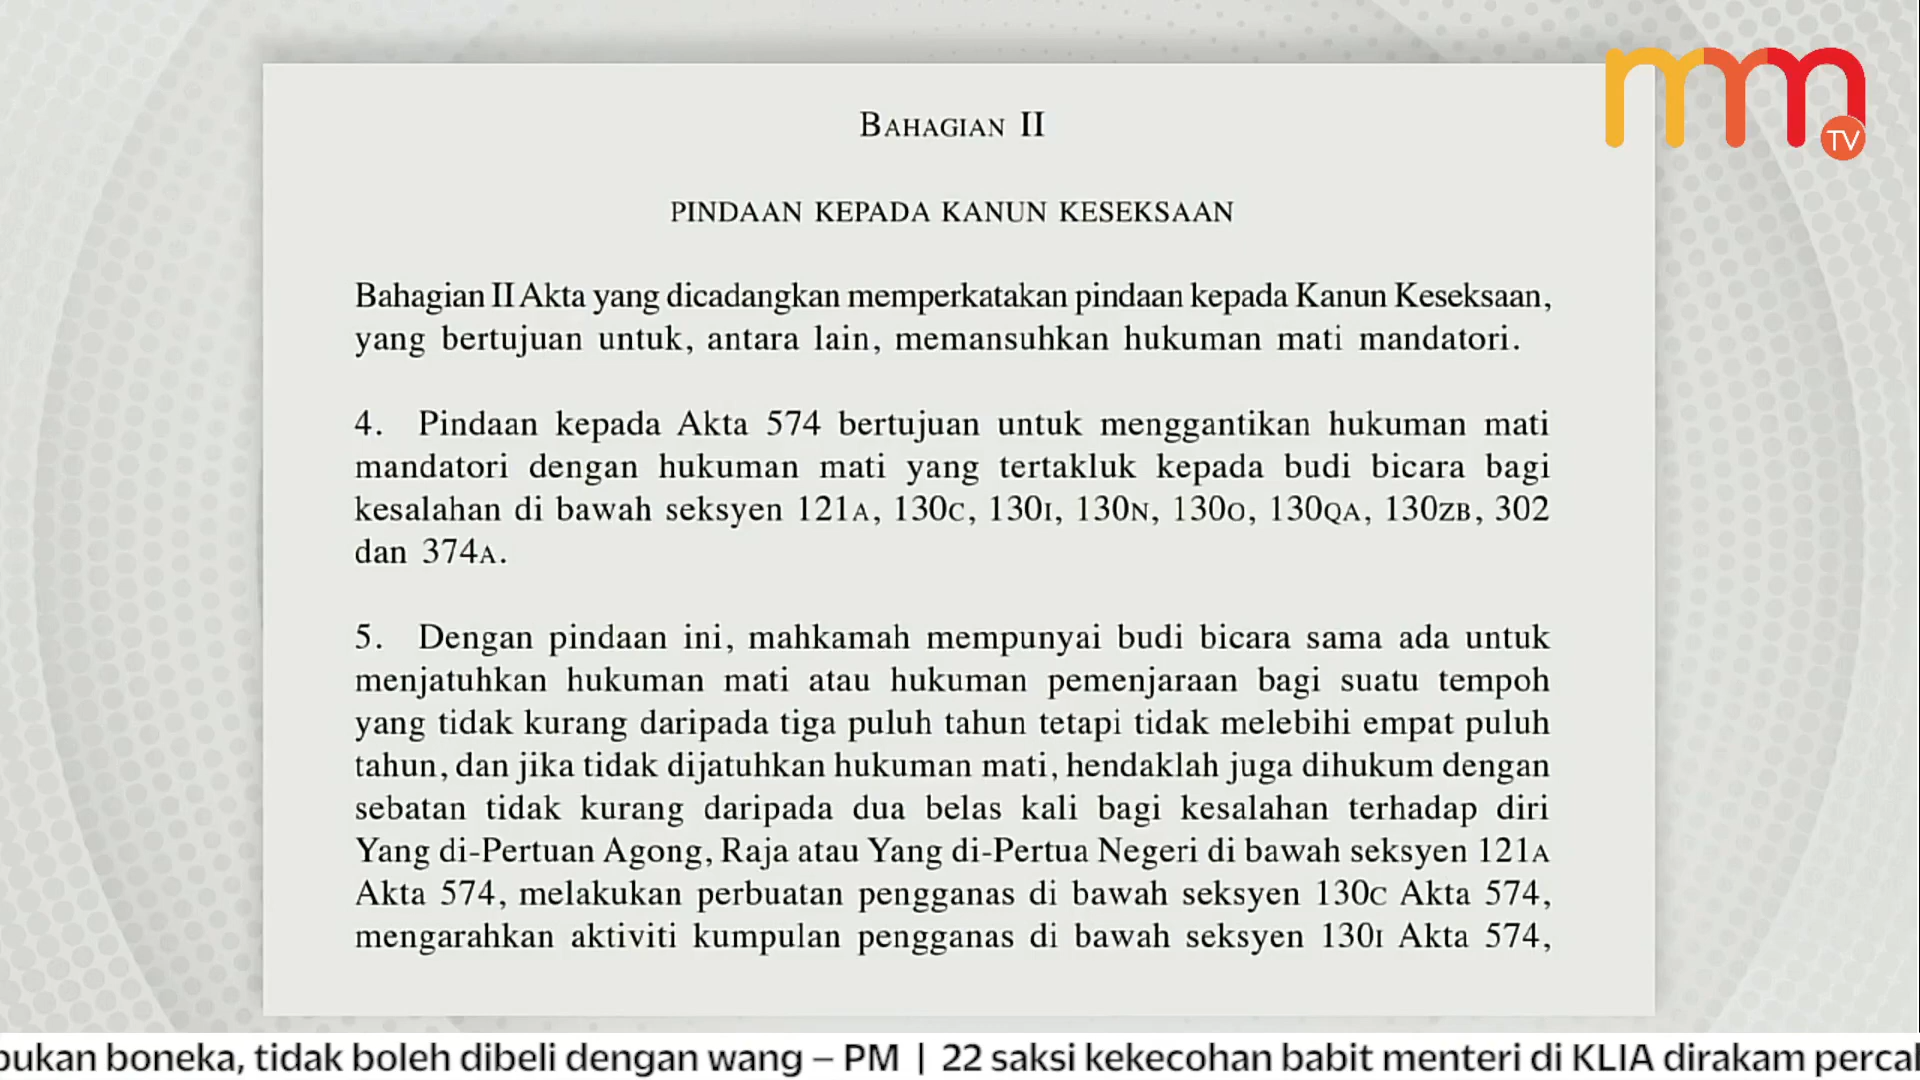 BAHAGIAN II
PINDAAN KEPADA KANUN KESEKSAAN
Bahagian II Akta yang dicadangkan memperkatakan pindaan kepada Kanun Keseksaan,
yang bertujuan untuk, antara lain, memansuhkan hukuman mati mandatori.
4. Pindaan kepada Akta 574 bertujuan untuk menggantikan hukuman mati
mandatori dengan hukuman mati yang tertakluk kepada budi bicara bagi
kesalahan di bawah seksyen 121A, 130C, 130I, 130N, 130O, 130QA, 130ZB, 302
dan 374A.
5. Dengan pindaan ini, mahkamah mempunyai budi bicara sama ada untuk
menjatuhkan hukuman mati atau hukuman pemenjaraan bagi suatu tempoh
yang tidak kurang daripada tiga puluh tahun tetapi tidak melebihi empat puluh
tahun, dan jika tidak dijatuhkan hukuman mati, hendaklah juga dihukum dengan
sebatan tidak kurang daripada dua belas kali bagi kesalahan terhadap diri
Yang di-Pertuan Agong, Raja atau Yang di-Pertua Negeri di bawah seksyen 121A
Akta 574, melakukan perbuatan pengganas di bawah seksyen 130C Akta 574,
mengarahkan aktiviti kumpulan pengganas di bawah seksyen 130I Akta 574,
mm
TV
bukan boneka, tidak boleh dibeli dengan wang – PM | 22 saksi kekecohan babit menteri di KLIA dirakam percal